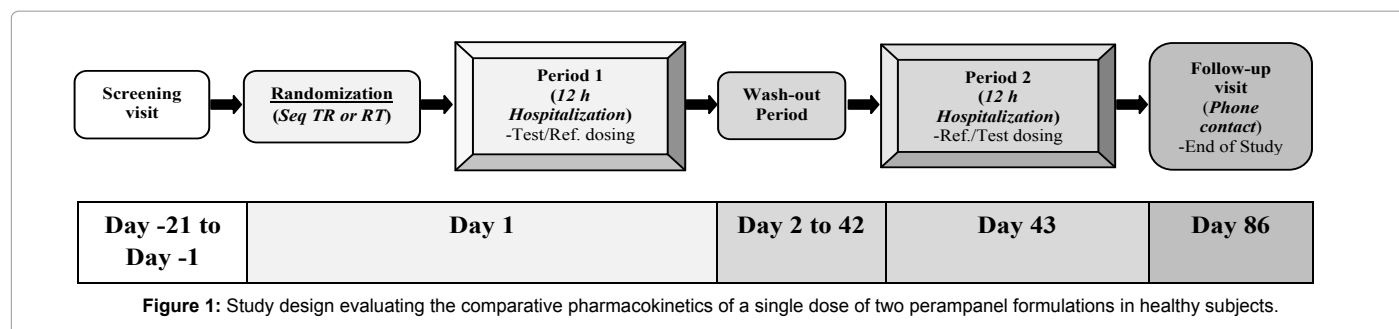 Screening
visit
Randomization
(Seq TR or RT)
Period 1
(12 h
Hospitalization)
-Test/Ref. dosing
Wash-out
Period
Period 2
(12 h
Hospitalization)
-Ref./Test dosing
Follow-up
visit
(Phone
contact)
-End of Study
Day -21 to
Day -1
Day 1
Day 2 to 42
Day 43
Day 86
Figure 1: Study design evaluating the comparative pharmacokinetics of a single dose of two perampanel formulations in healthy subjects.